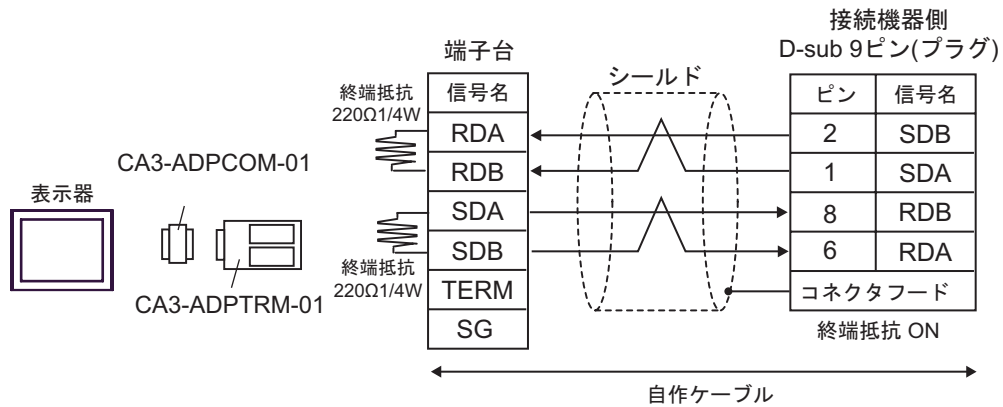 接続機器側
D-sub 9ピン(プラグ)
端子台
シールド
終端抵抗
220Ω1/4W
信号名
ピン
信号名
RDA
2
SDB
CA3-ADPCOM-01
RDB
1
SDA
表示器
SDA
8
RDB
SDB
6
RDA
終端抵抗
220Ω1/4W
CA3-ADPTRM-01
TERM
コネクタフード
SG
終端抵抗 ON
自作ケーブル